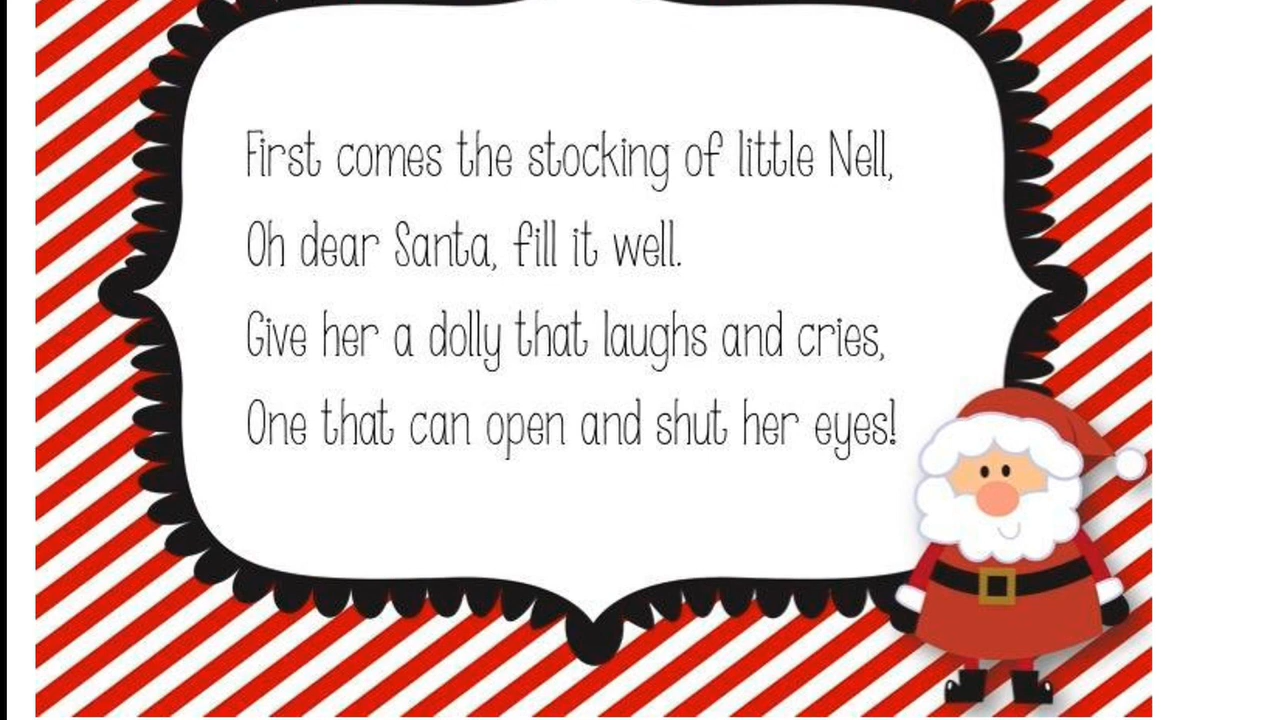 First comes the stocking of little Nell,
Oh dear Santa, fill it well.
Give her a dolly that laughs and cries,
One that can open and shut her eyes!